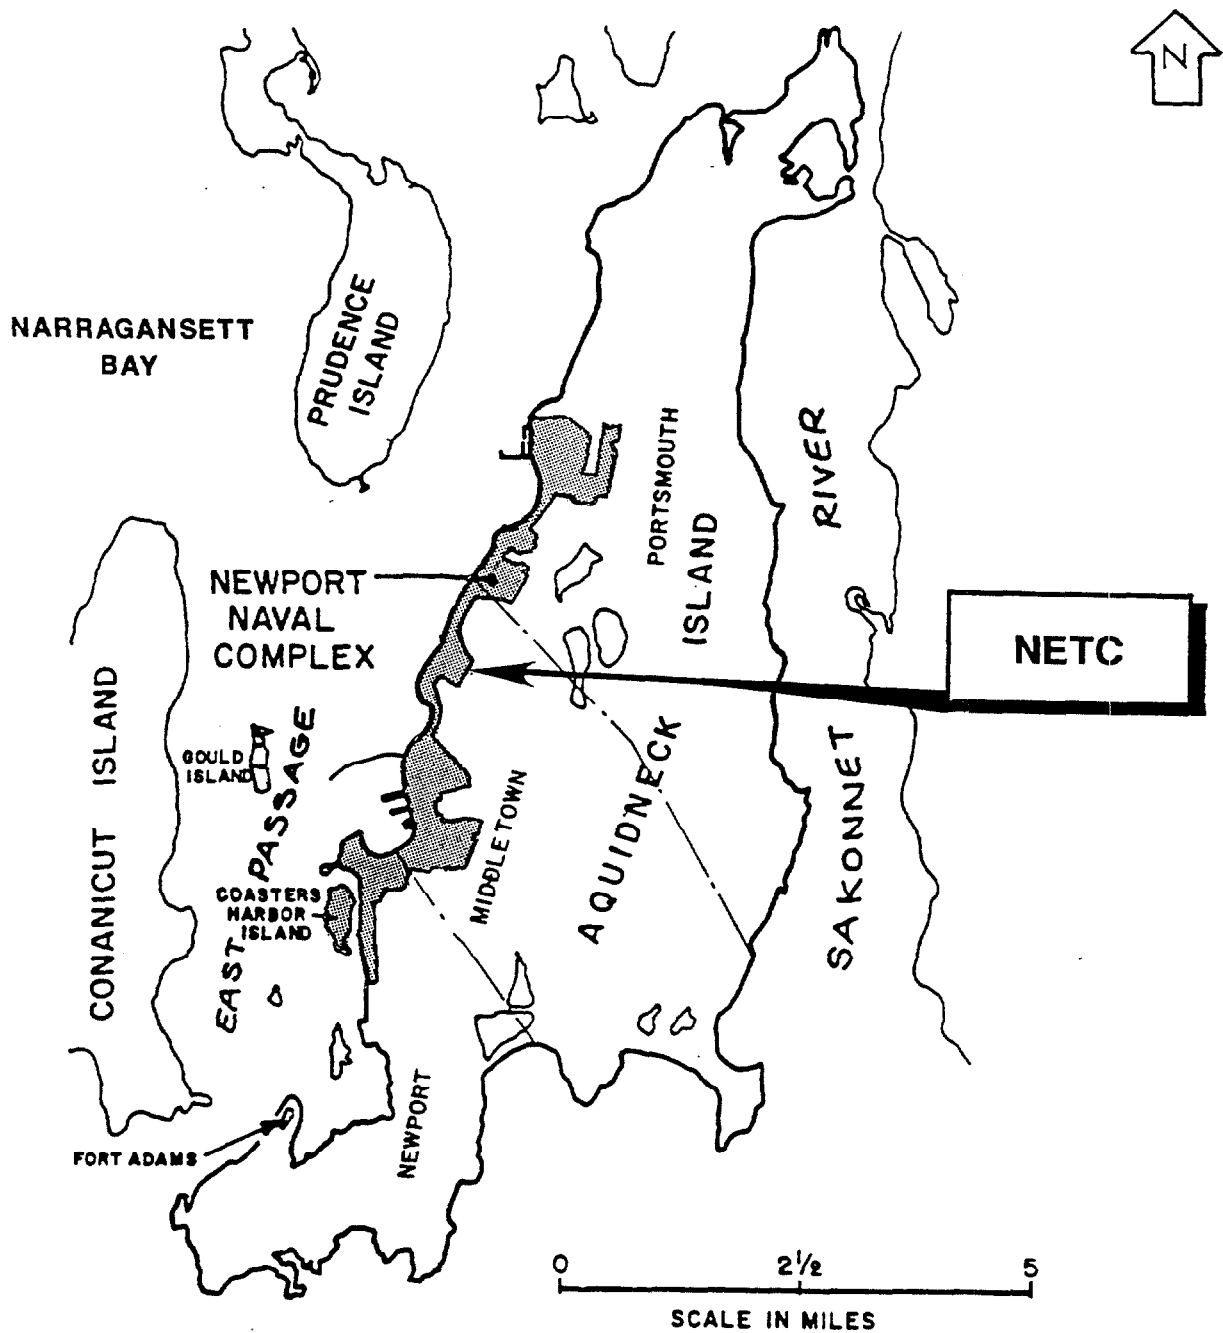 N
NARRAGANSETT
BAY
PRUDENCE
ISLAND
PORTSMOUTH
ISLAND
RIVER
NEWPORT
NAVAL
COMPLEX
NETC
CONANICUT ISLAND
GOULD
ISLAND
EAST PASSAGE
MIDDLETOWN
AQUIDNECK
SAKONNET
COASTERS
HARBOR
ISLAND
NEWPORT
FORT ADAMS
0 2½ 5
SCALE IN MILES